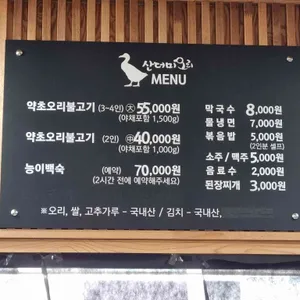 산더미오리
MENU
약초오리불고기 (3~4인) 大 55,000원
(야채포함 1,500g)
약초오리불고기 (2인) 中 40,000원
(야채포함 1,000g)
능이백숙 (예약) 70,000원
(2시간 전에 예약해주세요)
막국수 8,000원
물냉면 7,000원
볶음밥 5,000원
(2인분 셀프)
소주 / 맥주 5,000원
음료수 2,000원
된장찌개 3,000원
※오리, 쌀, 고추가루 - 국내산 / 김치 - 국내산,